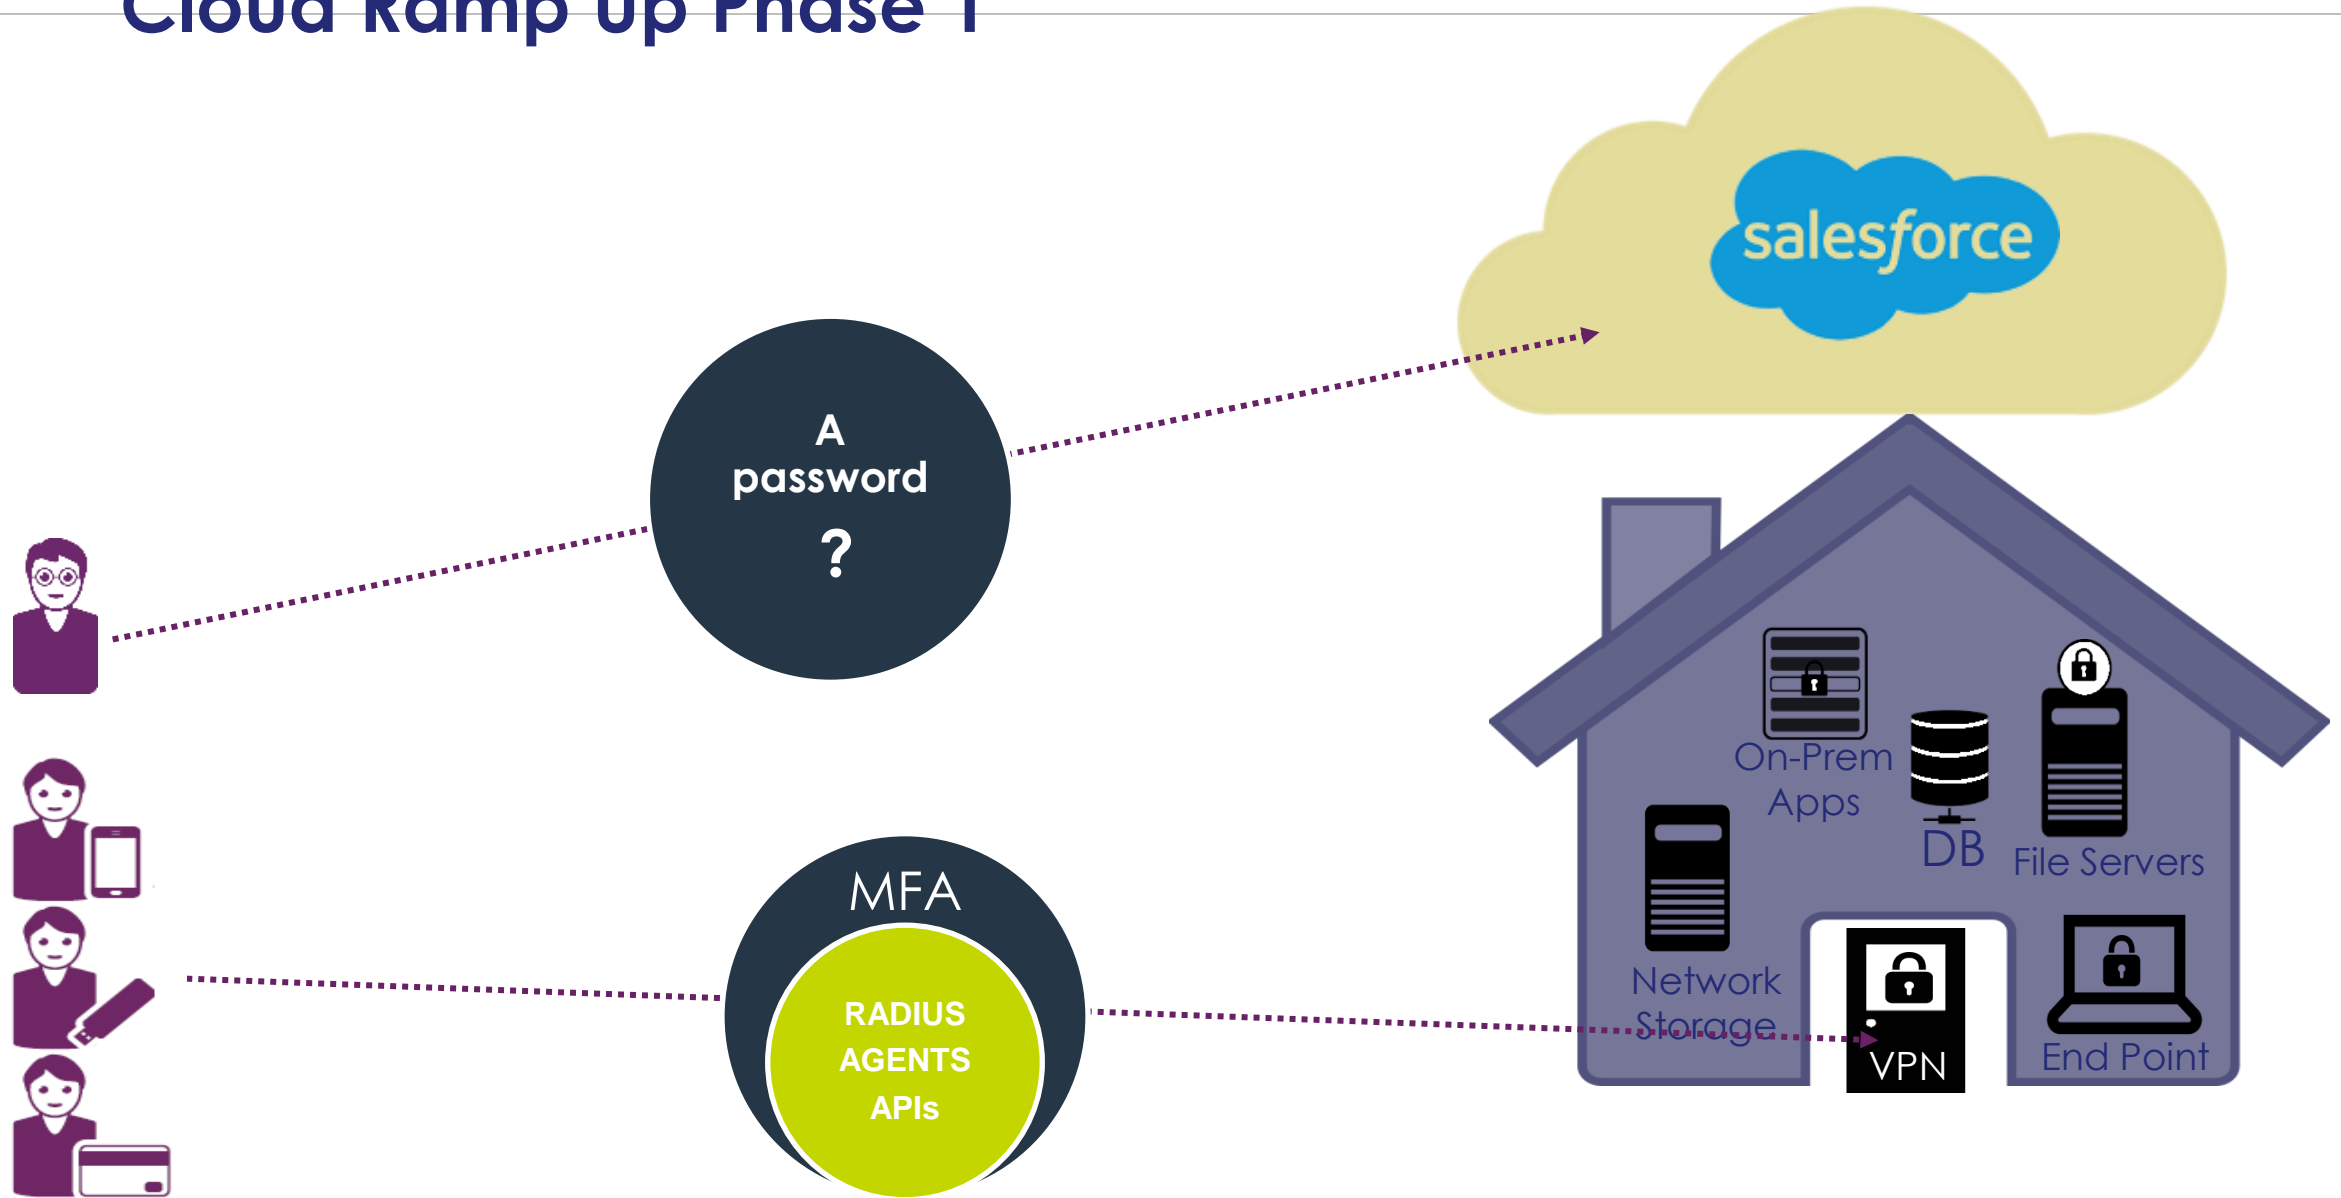 Cloud Ramp Up Phase 1
salesforce
A
password
?
On-Prem
Apps
DB
File Servers
MFA
RADIUS
AGENTS
APIs
Network
Storage
VPN
End Point